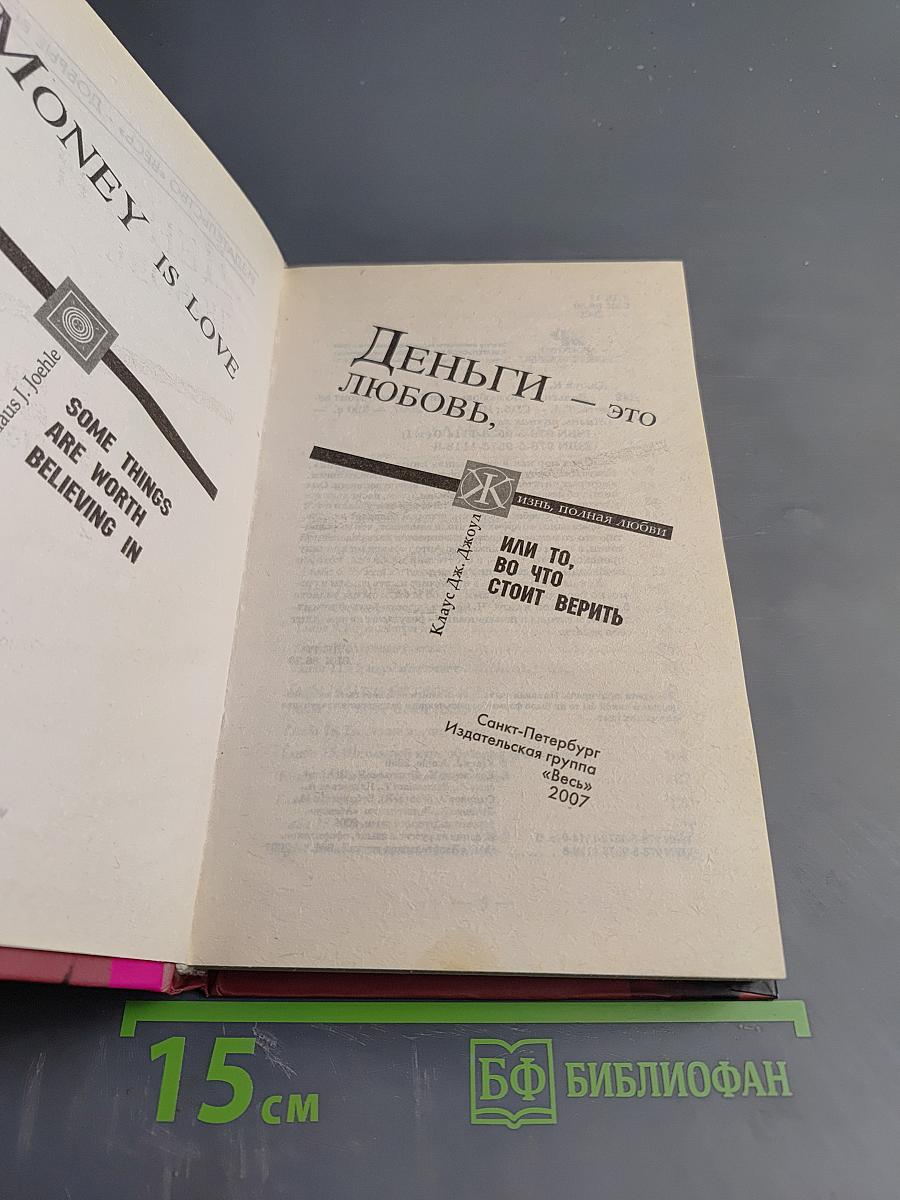 MONEY IS LOVE
aus J. Joehle
SOME THINGS
ARE WORTH
BELIEVING IN
ДЕНЬГИ — ЭТО
ЛЮБОВЬ,
Жизнь, полная любви
Клаус Дж. Джоул
ИЛИ ТО,
ВО ЧТО
СТОИТ ВЕРИТЬ
Санкт-Петербург
Издательская группа
«Весь»
2007
15 см
БФ БИБЛИОФАН